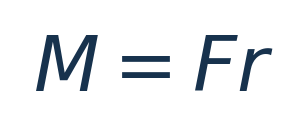 M = Fr